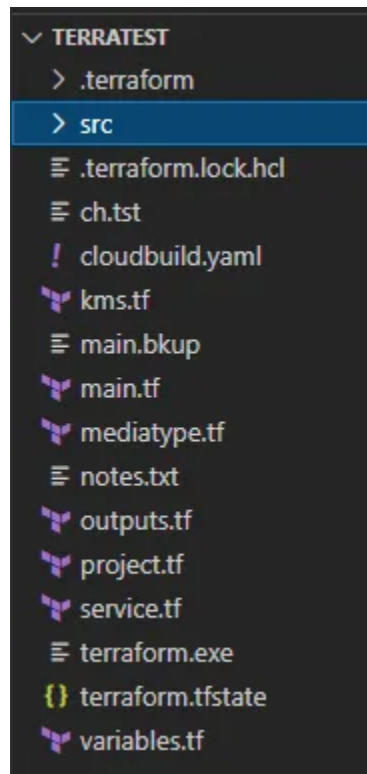 TERRATEST
.terraform
src
.terraform.lock.hcl
ch.tst
cloudbuild.yaml
kms.tf
main.bkup
main.tf
mediatype.tf
notes.txt
outputs.tf
project.tf
service.tf
terraform.exe
terraform.tfstate
variables.tf